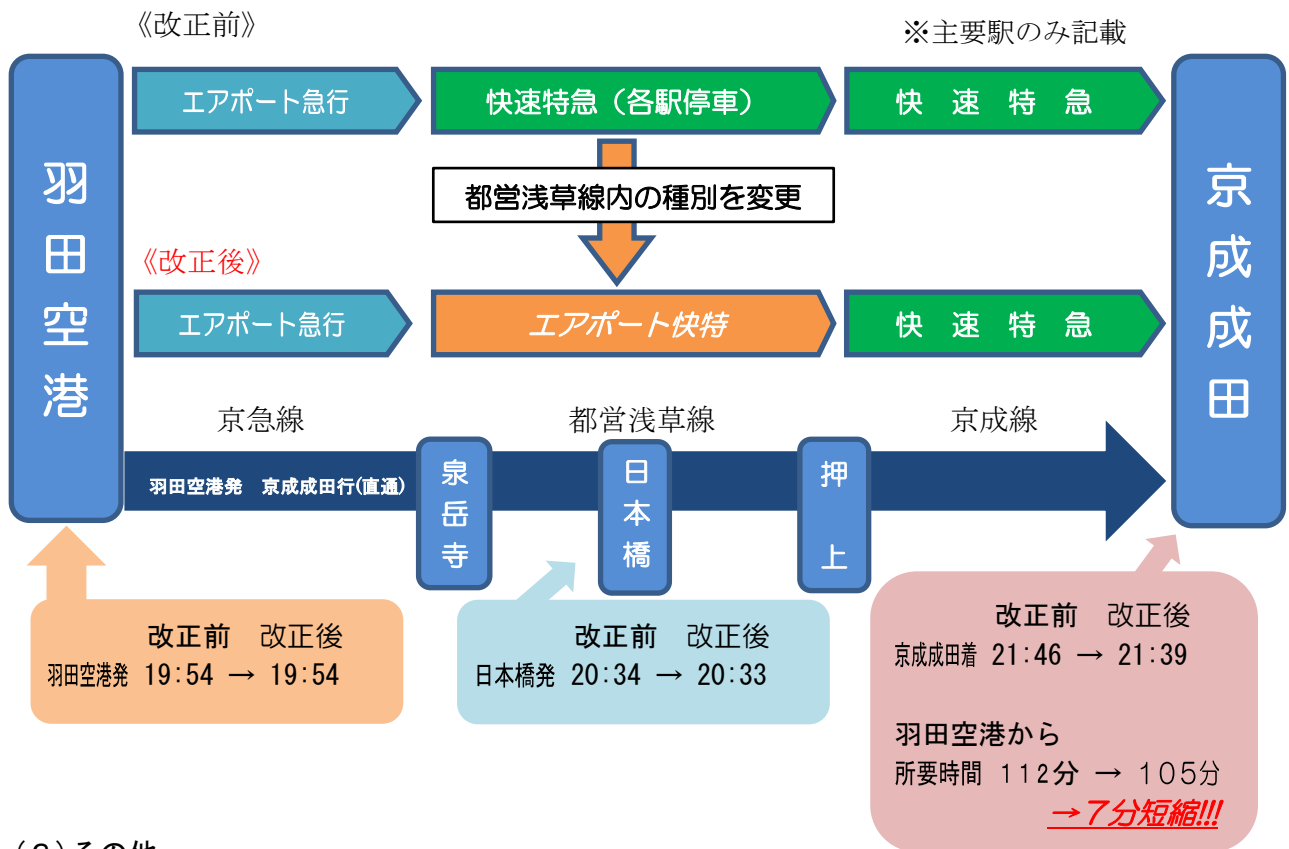 《改正前》
※主要駅のみ記載
羽田空港
エアポート急行
快速特急（各駅停車）
快速特急
京成成田
都営浅草線内の種別を変更
《改正後》
エアポート急行
エアポート快特
快速特急
京急線
都営浅草線
京成線
羽田空港発　京成成田行(直通)
泉岳寺
日本橋
押上
改正前　改正後
羽田空港発 19:54 → 19:54
改正前　改正後
日本橋発 20:34 → 20:33
改正前　改正後
京成成田着 21:46 → 21:39
羽田空港から
所要時間 １１２分 → １０５分
→７分短縮!!!